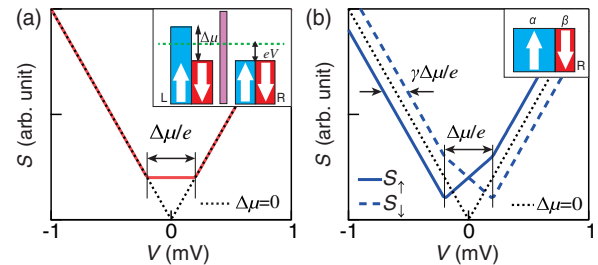 (a)
S (arb. unit)
Δμ
eV
L
R
Δμ/e
Δμ=0
-1
0
1
V (mV)
(b)
S (arb. unit)
α
β
R
γΔμ/e
Δμ/e
S↑
S↓
Δμ=0
-1
0
1
V (mV)